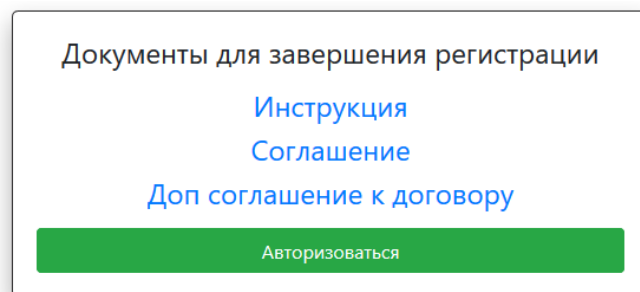 Документы для завершения регистрации
Инструкция
Соглашение
Доп соглашение к договору
Авторизоваться